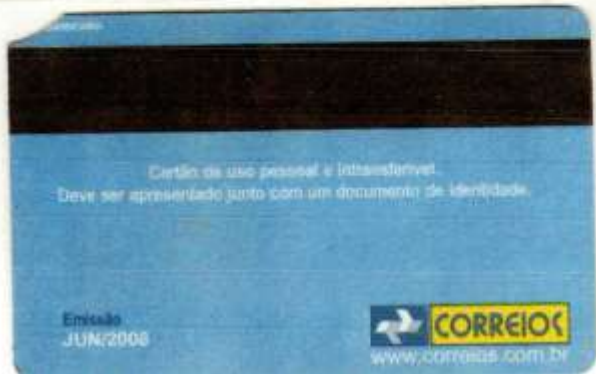 Cartão de uso pessoal e intransferível.
Deve ser apresentado junto com um documento de identidade.
Emissão
JUN/2008
CORREIOS
www.correios.com.br